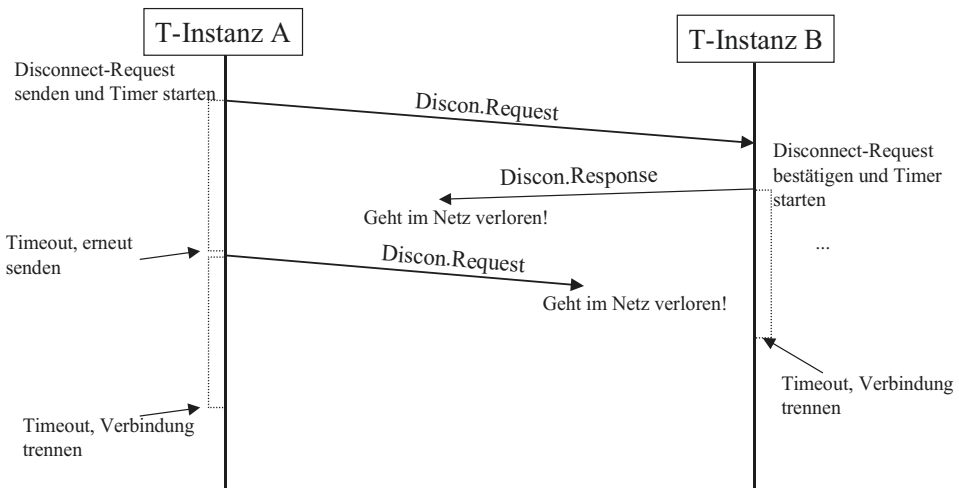 T-Instanz A
T-Instanz B
Disconnect-Request
senden und Timer starten
Discon.Request
Disconnect-Request
bestätigen und Timer
starten
Discon.Response
Geht im Netz verloren!
Timeout, erneut
senden
...
Discon.Request
Geht im Netz verloren!
Timeout, Verbindung
trennen
Timeout, Verbindung
trennen